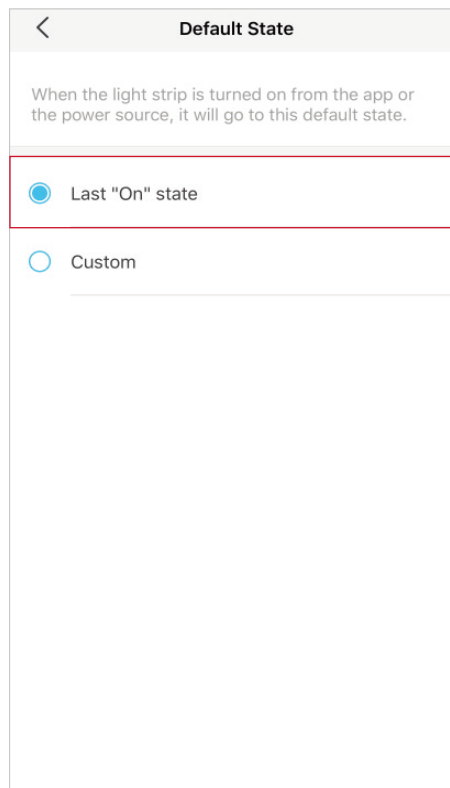 Default State
When the light strip is turned on from the app or
the power source, it will go to this default state.
Last "On" state
Custom